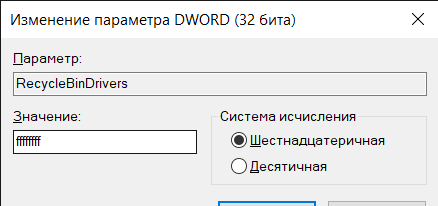 Изменение параметра DWORD (32 бита)
Параметр:
RecycleBinDrivers
Значение:
Система исчисления
ffffffff
Шестнадцатеричная
Десятичная